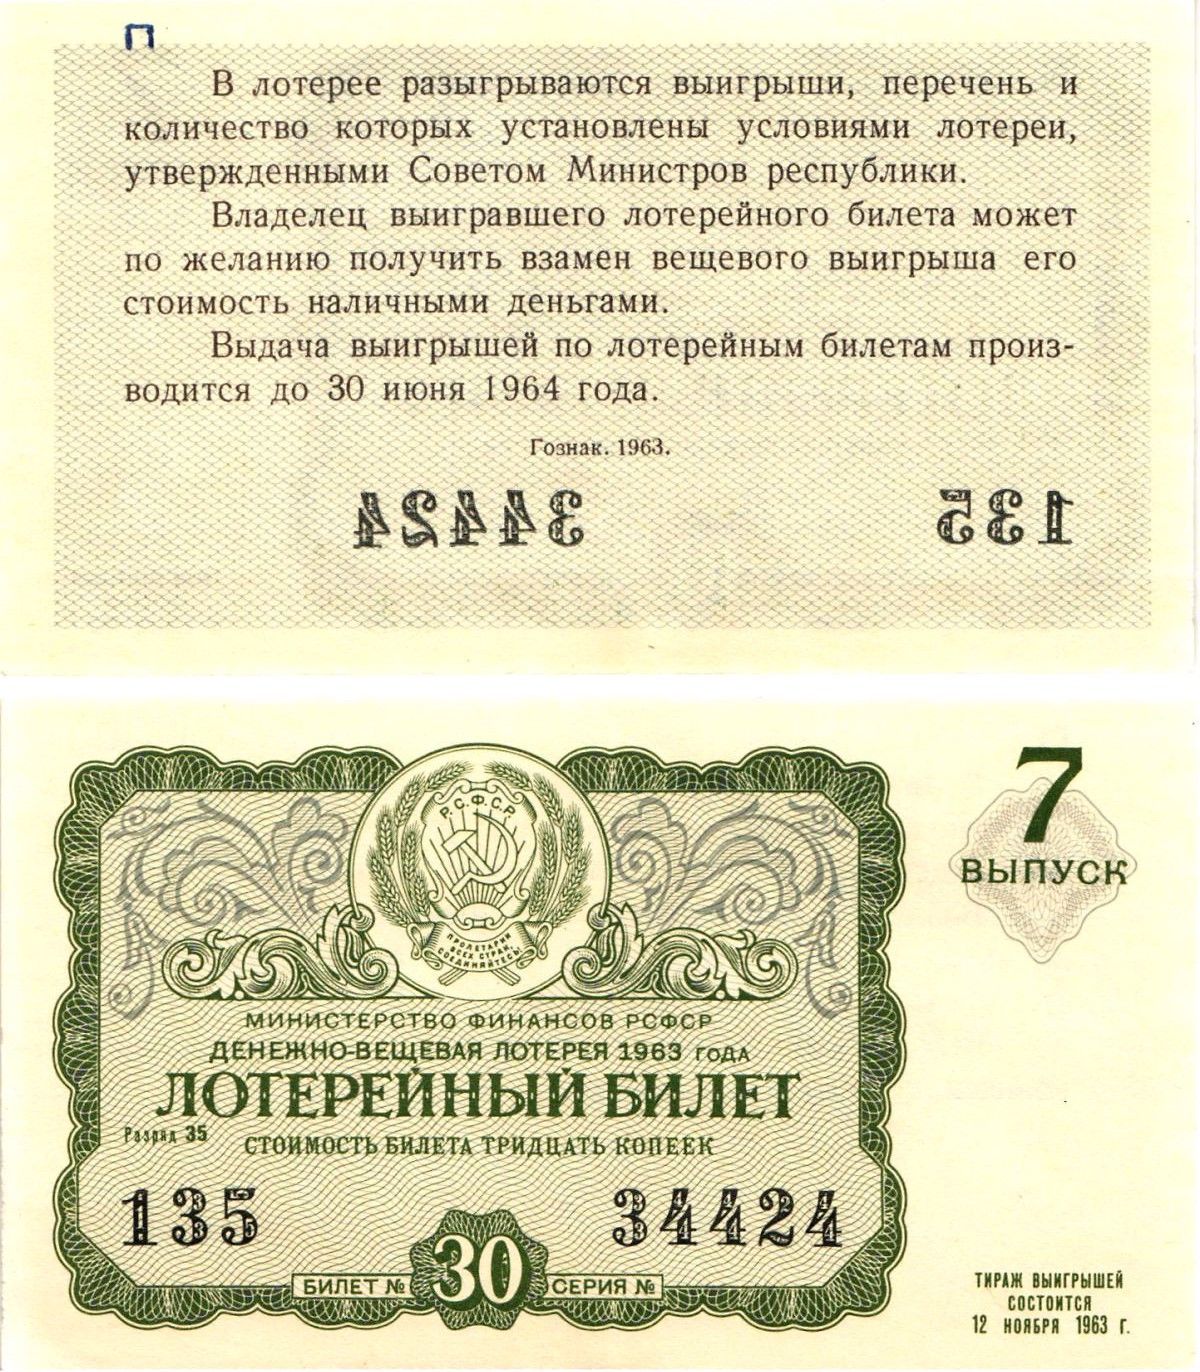 П
В лотерее разыгрываются выигрыши, перечень и
количество которых установлены условиями лотереи,
утвержденными Советом Министров республики.
Владелец выигравшего лотерейного билета может
по желанию получить взамен вещевого выигрыша его
стоимость наличными деньгами.
Выдача выигрышей по лотерейным билетам произ-
водится до 30 июня 1964 года.
Гознак. 1963.
34424 135
7
ВЫПУСК
Р.С.Ф.С.Р.
ПРОЛЕТАРИИ
ВСЕХ СТРАН,
СОЕДИНЯЙТЕСЬ!
МИНИСТЕРСТВО ФИНАНСОВ РСФСР
ДЕНЕЖНО-ВЕЩЕВАЯ ЛОТЕРЕЯ 1963 ГОДА
ЛОТЕРЕЙНЫЙ БИЛЕТ
Разряд 35
СТОИМОСТЬ БИЛЕТА ТРИДЦАТЬ КОПЕЕК
135 34424
БИЛЕТ № 30 СЕРИЯ №
ТИРАЖ ВЫИГРЫШЕЙ
СОСТОИТСЯ
12 НОЯБРЯ 1963 Г.